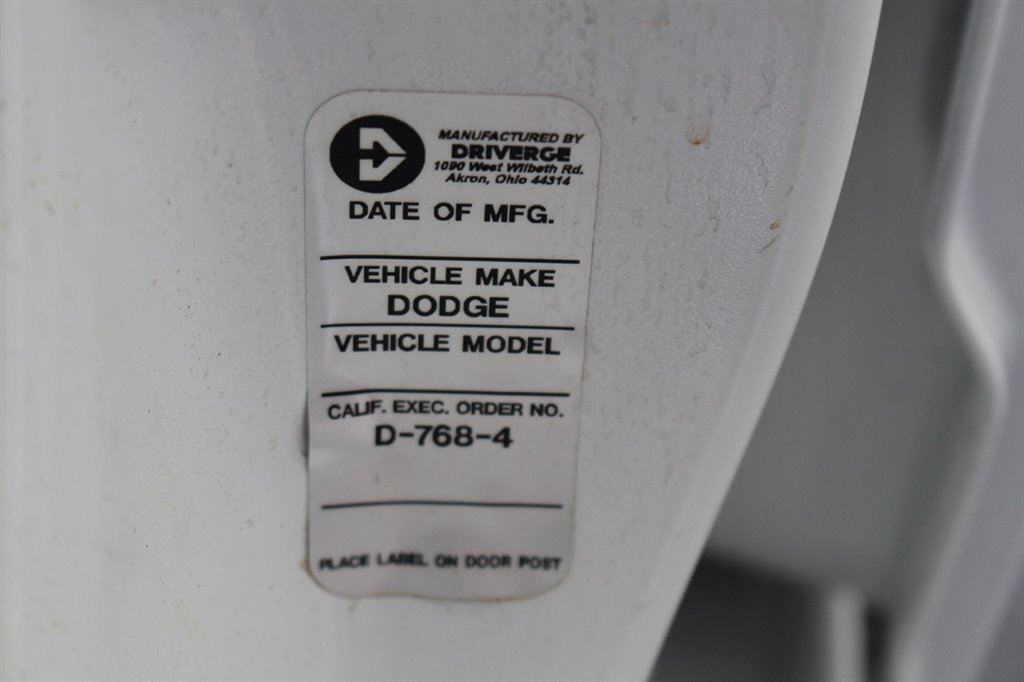 MANUFACTURED BY
DRIVERGE
1090 West Wilbeth Rd.
Akron, Ohio 44314
DATE OF MFG.
VEHICLE MAKE
DODGE
VEHICLE MODEL
CALIF. EXEC. ORDER NO.
D-768-4
PLACE LABEL ON DOOR POST